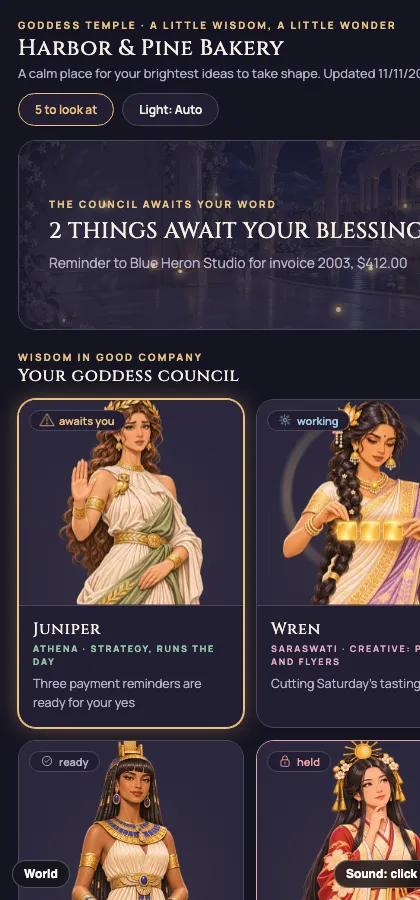 GODDESS TEMPLE · A LITTLE WISDOM, A LITTLE WONDER
HARBOR & PINE BAKERY
A calm place for your brightest ideas to take shape. Updated 11/11/20
5 to look at
Light: Auto
THE COUNCIL AWAITS YOUR WORD
2 THINGS AWAIT YOUR BLESSING
Reminder to Blue Heron Studio for invoice 2003, $412.00
WISDOM IN GOOD COMPANY
YOUR GODDESS COUNCIL
awaits you
working
JUNIPER
ATHENA · STRATEGY, RUNS THE
DAY
Three payment reminders are
ready for your yes
WREN
SARASWATI · CREATIVE: P
AND FLYERS
Cutting Saturday's tasting
ready
held
World
Sound: click